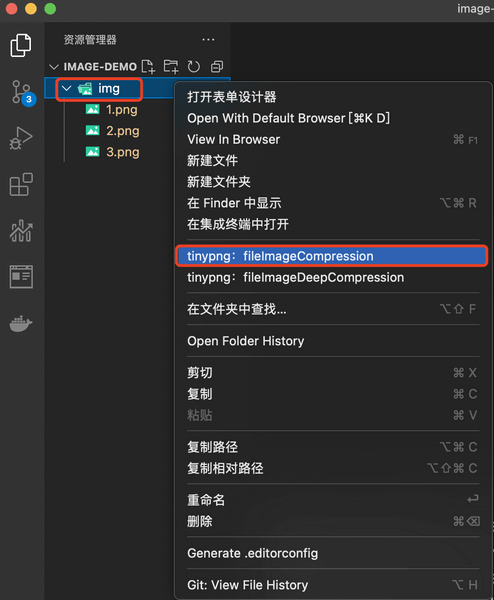 image-
资源管理器
IMAGE-DEMO
img
1.png
2.png
3.png
3
打开表单设计器
Open With Default Browser [⌘K D]
View In Browser ⌘ F1
新建文件
新建文件夹
在 Finder 中显示 ⌥⌘ R
在集成终端中打开
tinypng：fileImageCompression
tinypng：fileImageDeepCompression
在文件夹中查找... ⌥⇧ F
Open Folder History
剪切 ⌘ X
复制 ⌘ C
粘贴 ⌘ V
复制路径 ⌥⌘ C
复制相对路径 ⌥⇧⌘ C
重命名 ⏎
删除 ⌘⌫
Generate .editorconfig
Git: View File History ⌥ H